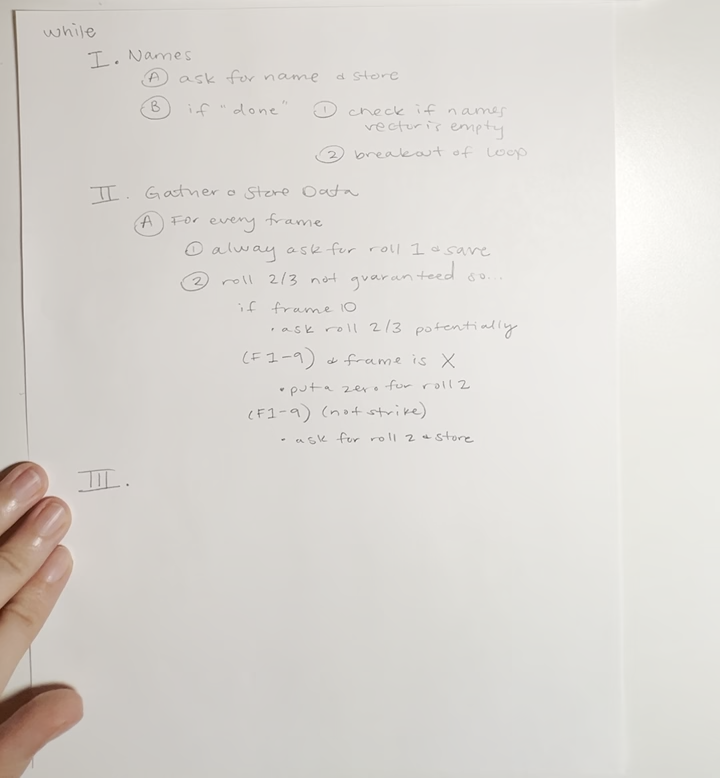 while
I. Names
A ask for name & store
B if "done" 1 check if names
vector is empty
2 breakout of loop
II. Gather & Store Data
A For every frame
1 alway ask for roll 1 & save
2 roll 2/3 not guaranteed so...
if frame 10
• ask roll 2/3 potentially
(F1-9) & frame is X
• put a zero for roll 2
(F1-9) (not strike)
• ask for roll 2 & store
III.